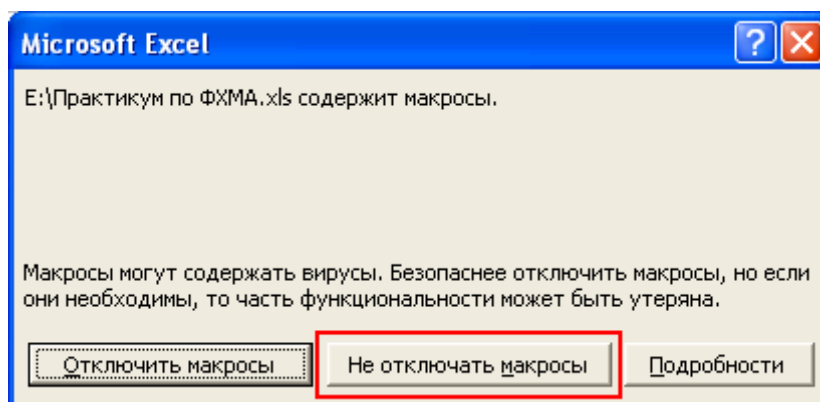 Microsoft Excel
E:\Практикум по ФХМА.xls содержит макросы.
Макросы могут содержать вирусы. Безопаснее отключить макросы, но если
они необходимы, то часть функциональности может быть утеряна.
Отключить макросы Не отключать макросы Подробности